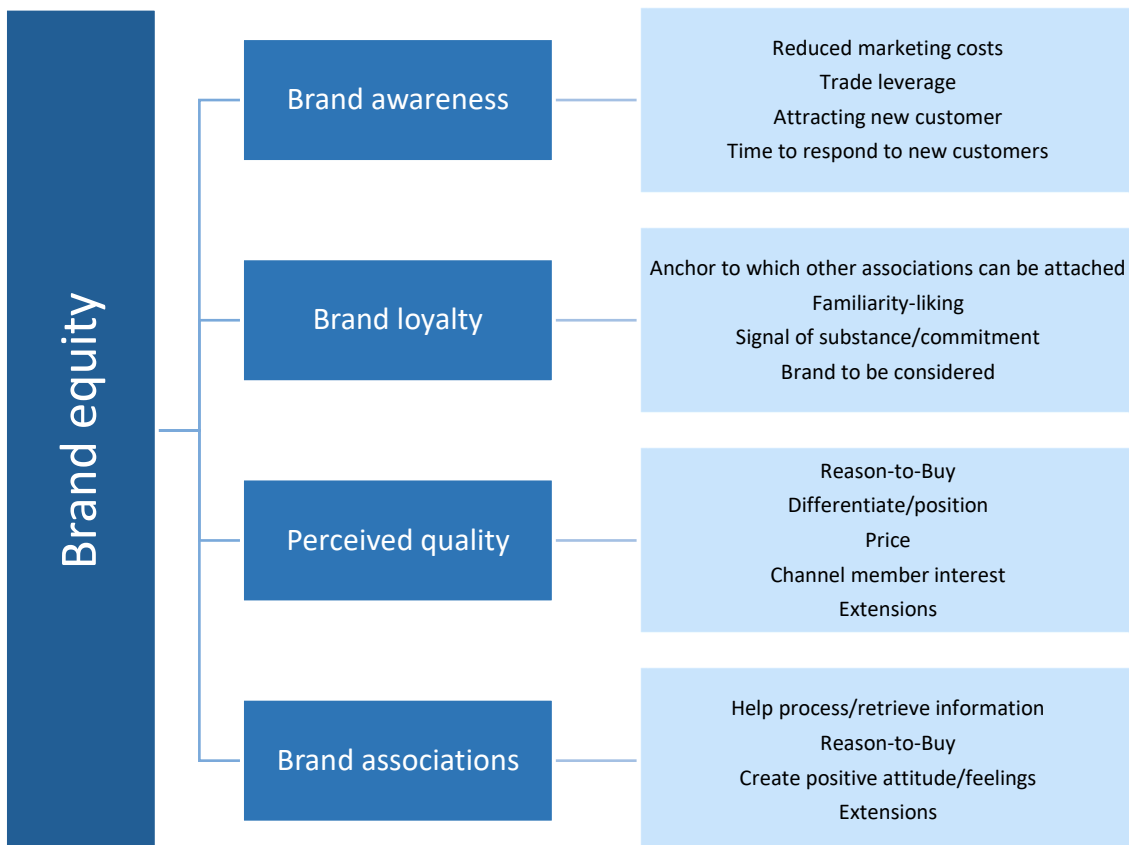 Brand equity
Brand awareness
Reduced marketing costs
Trade leverage
Attracting new customer
Time to respond to new customers
Brand loyalty
Anchor to which other associations can be attached
Familiarity-liking
Signal of substance/commitment
Brand to be considered
Perceived quality
Reason-to-Buy
Differentiate/position
Price
Channel member interest
Extensions
Brand associations
Help process/retrieve information
Reason-to-Buy
Create positive attitude/feelings
Extensions